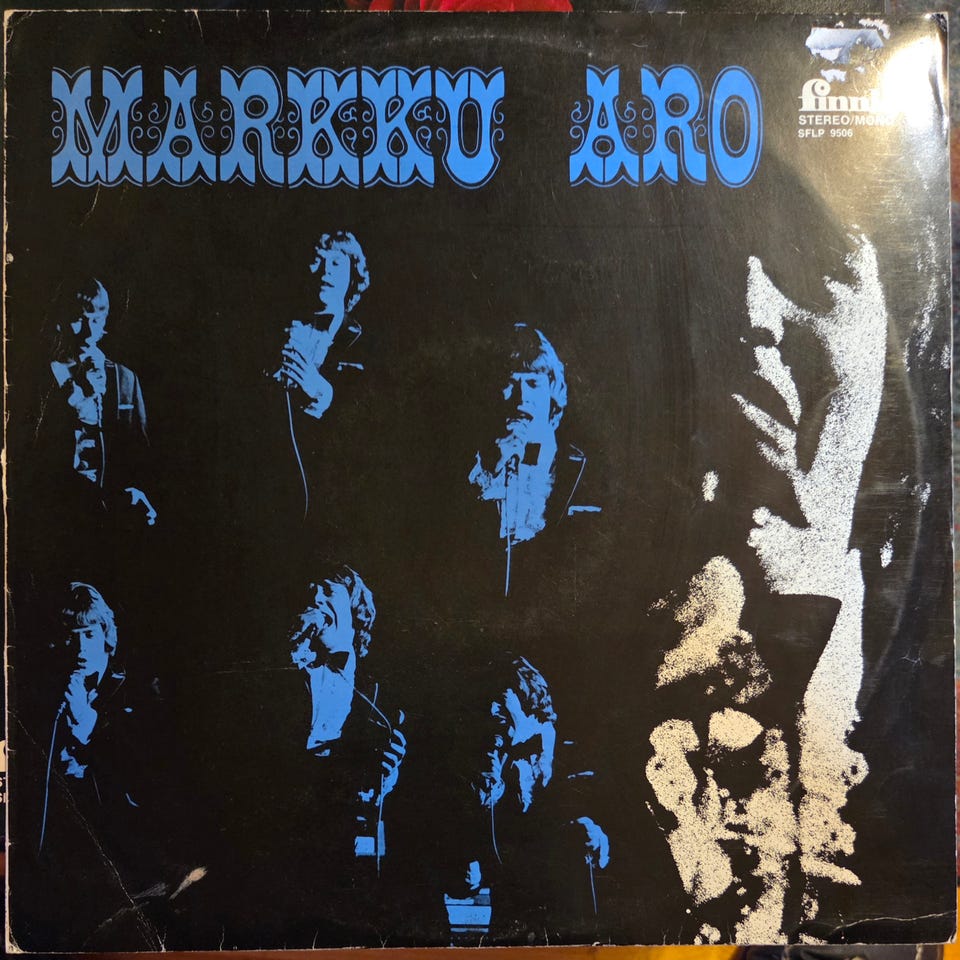 MARKKU ARO
STEREO/MONO
SFLP 9506